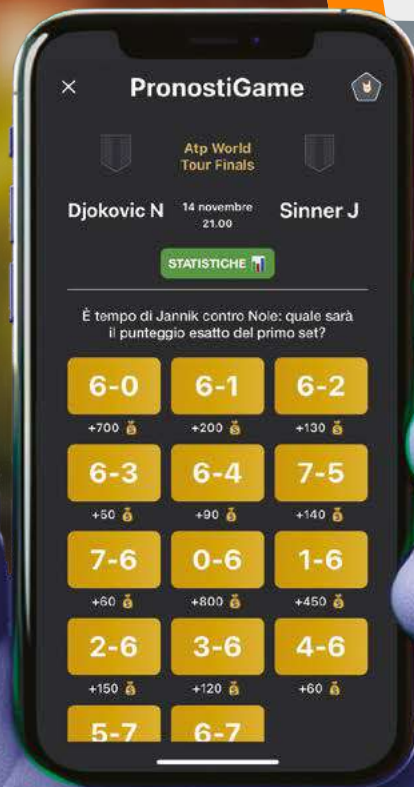 PronostiGame
Atp World
Tour Finals
Djokovic N
14 novembre
21.00
Sinner J
STATISTICHE
È tempo di Jannik contro Nole: quale sarà
il punteggio esatto del primo set?
6-0 6-1 6-2
+700 +200 +130
6-3 6-4 7-5
+50 +90 +140
7-6 0-6 1-6
+60 +800 +450
2-6 3-6 4-6
+150 +120 +60
5-7 6-7